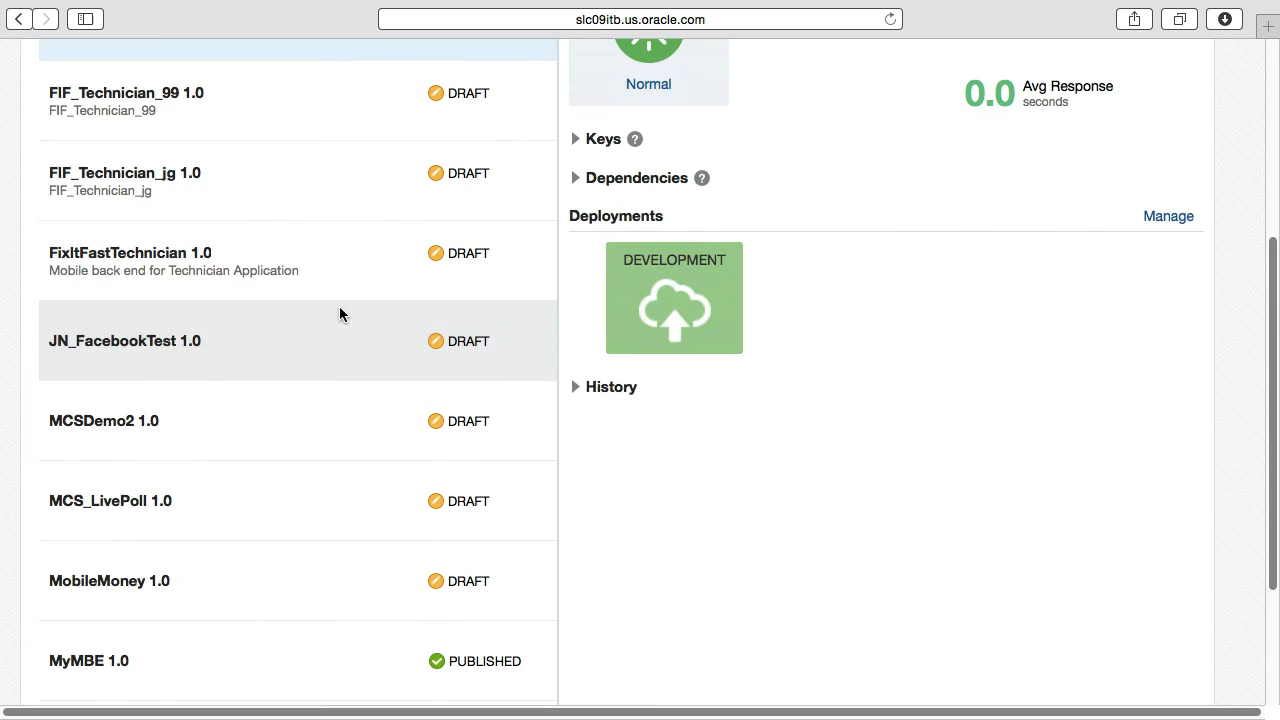 slc09itb.us.oracle.com
FIF_Technician_99 1.0
FIF_Technician_99
DRAFT
FIF_Technician_jg 1.0
FIF_Technician_jg
DRAFT
FixItFastTechnician 1.0
Mobile back end for Technician Application
DRAFT
JN_FacebookTest 1.0
DRAFT
MCSDemo2 1.0
DRAFT
MCS_LivePoll 1.0
DRAFT
MobileMoney 1.0
DRAFT
MyMBE 1.0
PUBLISHED
Normal
0.0 Avg Response
seconds
Keys ?
Dependencies ?
Deployments
Manage
DEVELOPMENT
History